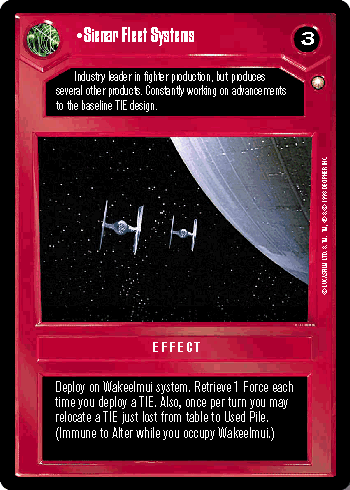 •Sienar Fleet Systems
3
Industry leader in fighter production, but produces
several other products. Constantly working on advancements
to the baseline TIE design.
EFFECT
Deploy on Wakeelmui system. Retrieve 1 Force each
time you deploy a TIE. Also, once per turn you may
relocate a TIE just lost from table to Used Pile.
(Immune to Alter while you occupy Wakeelmui.)